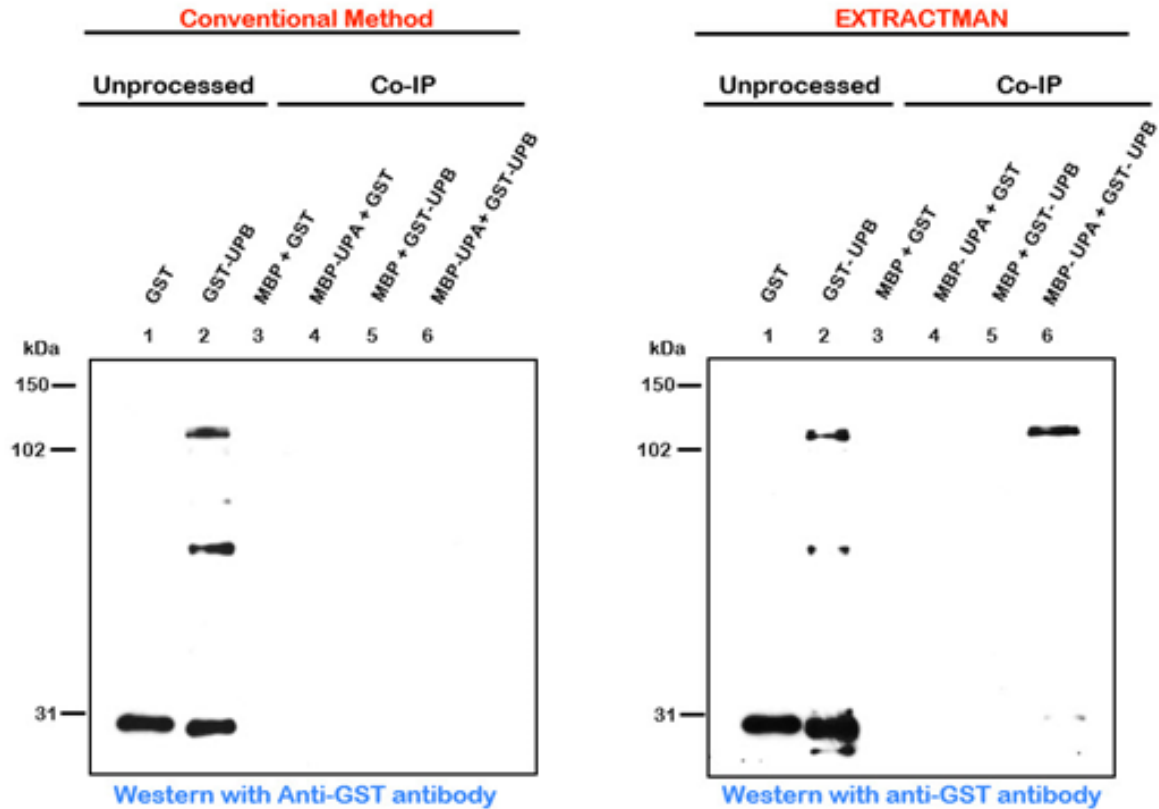 Conventional Method
Unprocessed Co-IP
GST
GST-UPB
MBP + GST
MBP-UPA + GST
MBP + GST-UPB
MBP-UPA+ GST-UPB
1 2 3 4 5 6
kDa
150
102
31
Western with Anti-GST antibody
EXTRACTMAN
Unprocessed Co-IP
GST
GST- UPB
MBP + GST
MBP- UPA + GST
MBP + GST- UPB
MBP- UPA + GST- UPB
1 2 3 4 5 6
kDa
150
102
31
Western with anti-GST antibody